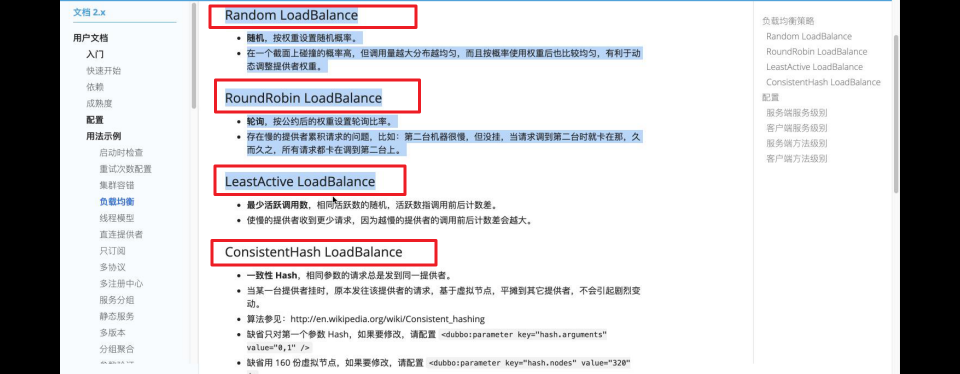 文档 2.x
用户文档
入门
快速开始
依赖
成熟度
配置
用法示例
启动时检查
重试次数配置
集群容错
负载均衡
线程模型
直连提供者
只订阅
多协议
多注册中心
服务分组
静态服务
多版本
分组聚合
Random LoadBalance
随机，按权重设置随机概率。
在一个截面上碰撞的概率高，但调用量越大分布越均匀，而且按概率使用权重后也比较均匀，有利于动
态调整提供者权重。
RoundRobin LoadBalance
轮询，按公约后的权重设置轮询比率。
存在慢的提供者累积请求的问题，比如：第二台机器很慢，但没挂，当请求调到第二台时就卡在那，久
而久之，所有请求都卡在调到第二台上。
LeastActive LoadBalance
最少活跃调用数，相同活跃数的随机，活跃数指调用前后计数差。
使慢的提供者收到更少请求，因为越慢的提供者的调用前后计数差会越大。
ConsistentHash LoadBalance
一致性 Hash，相同参数的请求总是发到同一提供者。
当某一台提供者挂时，原本发往该提供者的请求，基于虚拟节点，平摊到其它提供者，不会引起剧烈变
动。
算法参见：http://en.wikipedia.org/wiki/Consistent_hashing
缺省只对第一个参数 Hash，如果要修改，请配置 <dubbo:parameter key="hash.arguments"
value="0,1" />
缺省用 160 份虚拟节点，如果要修改，请配置 <dubbo:parameter key="hash.nodes" value="320"
负载均衡策略
Random LoadBalance
RoundRobin LoadBalance
LeastActive LoadBalance
ConsistentHash LoadBalance
配置
服务端服务级别
客户端服务级别
服务端方法级别
客户端方法级别